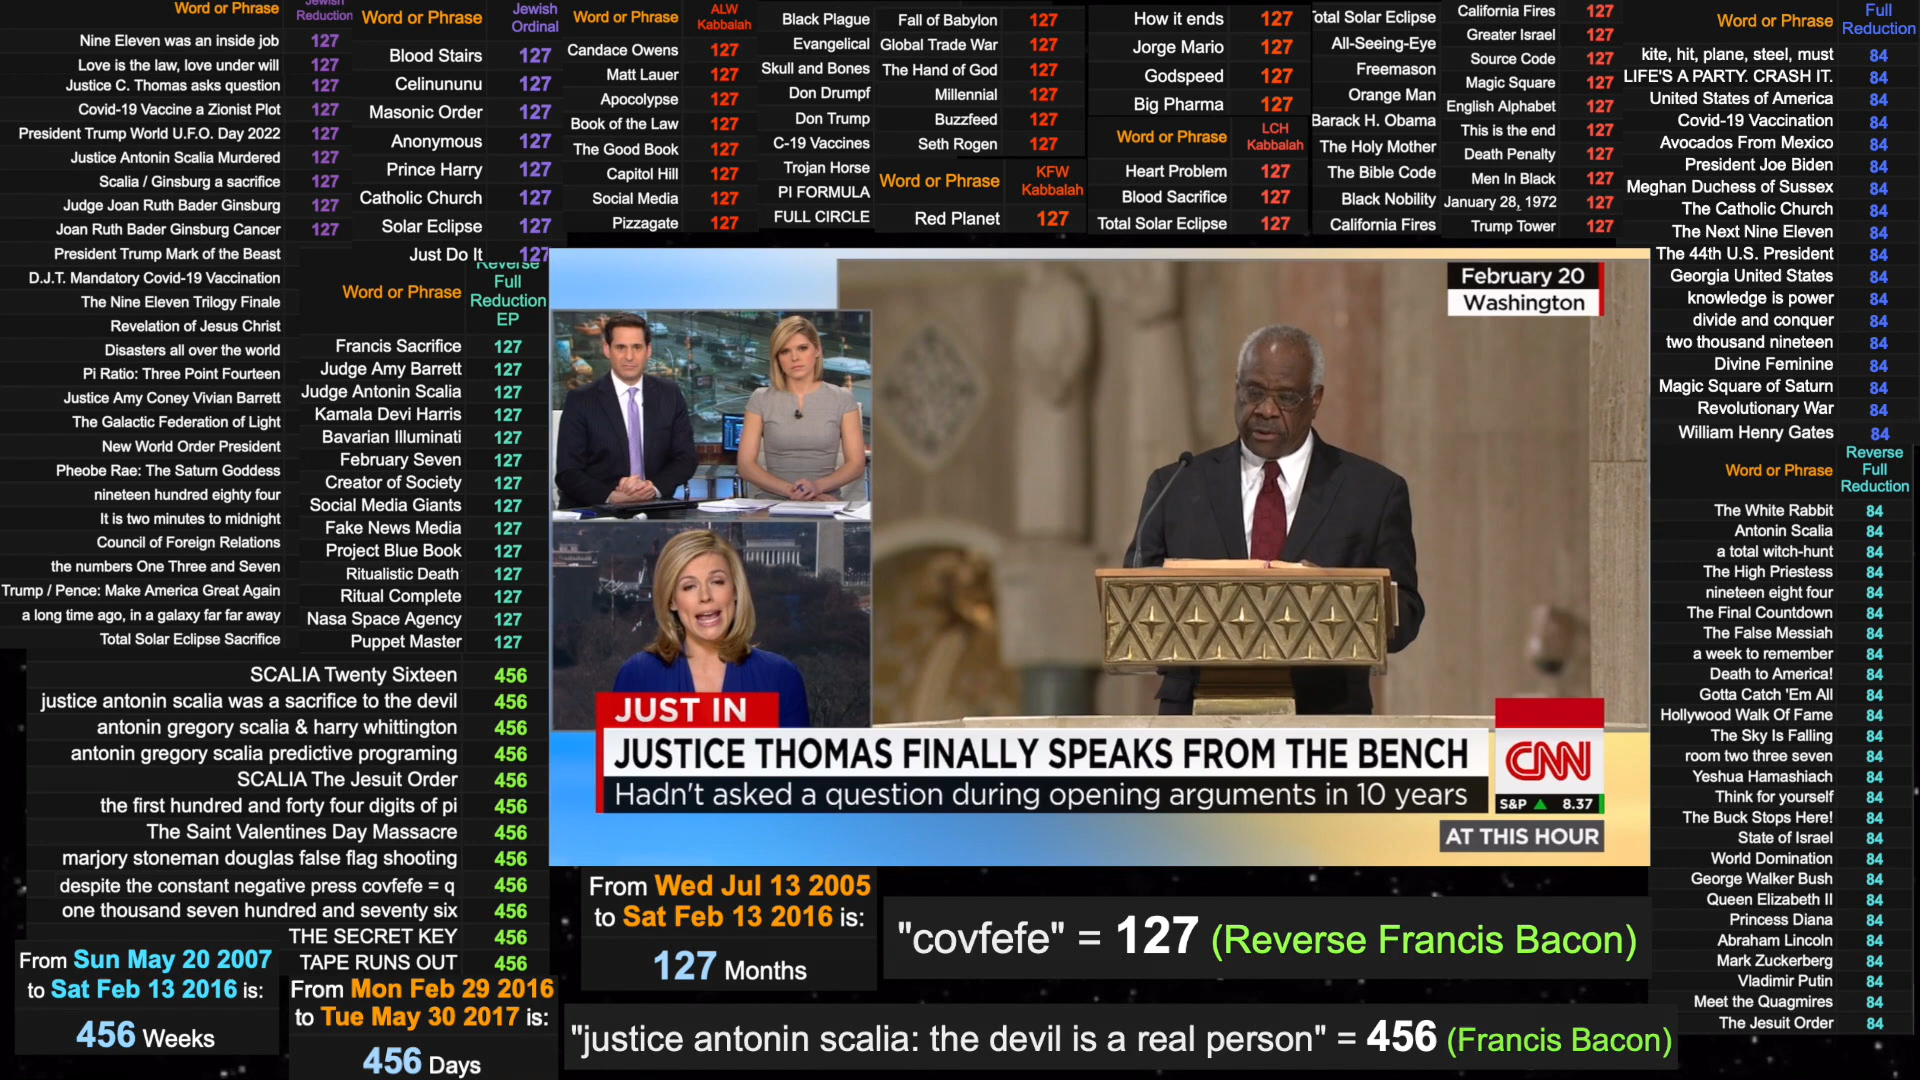 Word or Phrase Jewish Reduction
Nine Eleven was an inside job 127
Love is the law, love under will 127
Justice C. Thomas asks question 127
Covid-19 Vaccine a Zionist Plot 127
President Trump World U.F.O. Day 2022 127
Justice Antonin Scalia Murdered 127
Scalia / Ginsburg a sacrifice 127
Judge Joan Ruth Bader Ginsburg 127
Joan Ruth Bader Ginsburg Cancer 127
President Trump Mark of the Beast
D.J.T. Mandatory Covid-19 Vaccination
The Nine Eleven Trilogy Finale
Revelation of Jesus Christ
Disasters all over the world
Pi Ratio: Three Point Fourteen
Justice Amy Coney Vivian Barrett
The Galactic Federation of Light
New World Order President
Pheobe Rae: The Saturn Goddess
nineteen hundred eighty four
It is two minutes to midnight
Council of Foreign Relations
the numbers One Three and Seven
Trump / Pence: Make America Great Again
a long time ago, in a galaxy far far away
Total Solar Eclipse Sacrifice
Word or Phrase Jewish Ordinal
Blood Stairs 127
Celinununu 127
Masonic Order 127
Anonymous 127
Prince Harry 127
Catholic Church 127
Solar Eclipse 127
Just Do It 127
Word or Phrase Reverse Full Reduction EP
Francis Sacrifice 127
Judge Amy Barrett 127
Judge Antonin Scalia 127
Kamala Devi Harris 127
Bavarian Illuminati 127
February Seven 127
Creator of Society 127
Social Media Giants 127
Fake News Media 127
Project Blue Book 127
Ritualistic Death 127
Ritual Complete 127
Nasa Space Agency 127
Puppet Master 127
SCALIA Twenty Sixteen 456
justice antonin scalia was a sacrifice to the devil 456
antonin gregory scalia & harry whittington 456
antonin gregory scalia predictive programing 456
SCALIA The Jesuit Order 456
the first hundred and forty four digits of pi 456
The Saint Valentines Day Massacre 456
marjory stoneman douglas false flag shooting 456
despite the constant negative press covfefe = q 456
one thousand seven hundred and seventy six 456
THE SECRET KEY 456
TAPE RUNS OUT 456
From Sun May 20 2007
to Sat Feb 13 2016 is:
456 Weeks
From Mon Feb 29 2016
to Tue May 30 2017 is:
456 Days
Word or Phrase ALW Kabbalah
Candace Owens 127
Matt Lauer 127
Apocalypse 127
Book of the Law 127
The Good Book 127
Capitol Hill 127
Social Media 127
Pizzagate 127
Black Plague
Evangelical
Skull and Bones
Don Drumpf
Don Trump
C-19 Vaccines
Trojan Horse
PI FORMULA
FULL CIRCLE
Fall of Babylon 127
Global Trade War 127
The Hand of God 127
Millennial 127
Buzzfeed 127
Seth Rogen 127
Word or Phrase KFW Kabbalah
Red Planet 127
How it ends 127
Jorge Mario 127
Godspeed 127
Big Pharma 127
Word or Phrase LCH Kabbalah
Heart Problem 127
Blood Sacrifice 127
Total Solar Eclipse 127
Total Solar Eclipse
All-Seeing-Eye
Freemason
Orange Man
Barack H. Obama
The Holy Mother
The Bible Code
Black Nobility
California Fires
California Fires 127
Greater Israel 127
Source Code 127
Magic Square 127
English Alphabet 127
This is the end 127
Death Penalty 127
Men In Black 127
January 28, 1972 127
Trump Tower 127
February 20
Washington
JUST IN
JUSTICE THOMAS FINALLY SPEAKS FROM THE BENCH
Hadn't asked a question during opening arguments in 10 years
CNN
S&P ▲ 8.37
AT THIS HOUR
From Wed Jul 13 2005
to Sat Feb 13 2016 is:
127 Months
"covfefe" = 127 (Reverse Francis Bacon)
"justice antonin scalia: the devil is a real person" = 456 (Francis Bacon)
Word or Phrase Full Reduction
kite, hit, plane, steel, must 84
LIFE'S A PARTY. CRASH IT. 84
United States of America 84
Covid-19 Vaccination 84
Avocados From Mexico 84
President Joe Biden 84
Meghan Duchess of Sussex 84
The Catholic Church 84
The Next Nine Eleven 84
The 44th U.S. President 84
Georgia United States 84
knowledge is power 84
divide and conquer 84
two thousand nineteen 84
Divine Feminine 84
Magic Square of Saturn 84
Revolutionary War 84
William Henry Gates 84
Word or Phrase Reverse Full Reduction
The White Rabbit 84
Antonin Scalia 84
a total witch-hunt 84
The High Priestess 84
nineteen eight four 84
The Final Countdown 84
The False Messiah 84
a week to remember 84
Death to America! 84
Gotta Catch 'Em All 84
Hollywood Walk Of Fame 84
The Sky Is Falling 84
room two three seven 84
Yeshua Hamashiach 84
Think for yourself 84
The Buck Stops Here! 84
State of Israel 84
World Domination 84
George Walker Bush 84
Queen Elizabeth II 84
Princess Diana 84
Abraham Lincoln 84
Mark Zuckerberg 84
Vladimir Putin 84
Meet the Quagmires 84
The Jesuit Order 84